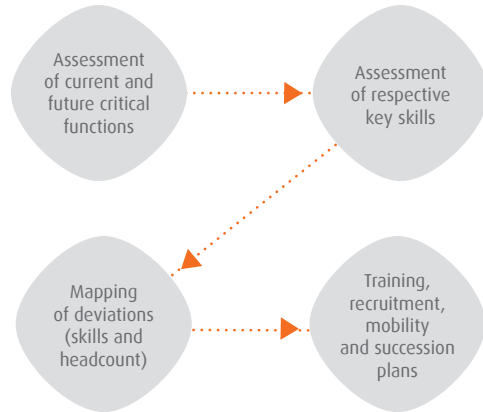 Assessment
of current and
future critical
functions
Assessment
of respective
key skills
Mapping
of deviations
(skills and
headcount)
Training,
recruitment,
mobility
and succession
plans